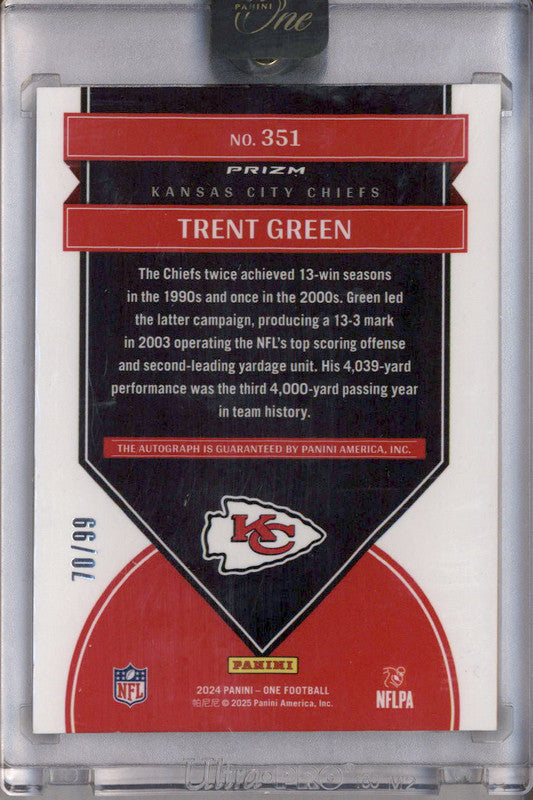 PANINI
One
NO. 351
PRIZM
KANSAS CITY CHIEFS
TRENT GREEN
The Chiefs twice achieved 13-win seasons
in the 1990s and once in the 2000s. Green led
the latter campaign, producing a 13-3 mark
in 2003 operating the NFL's top scoring offense
and second-leading yardage unit. His 4,039-yard
performance was the third 4,000-yard passing year
in team history.
THE AUTOGRAPH IS GUARANTEED BY PANINI AMERICA, INC.
KC
70/99
PANINI
NFL
2024 PANINI – ONE FOOTBALL
帕尼尼 © 2025 Panini America, Inc.
NFLPA
Ultra PRO